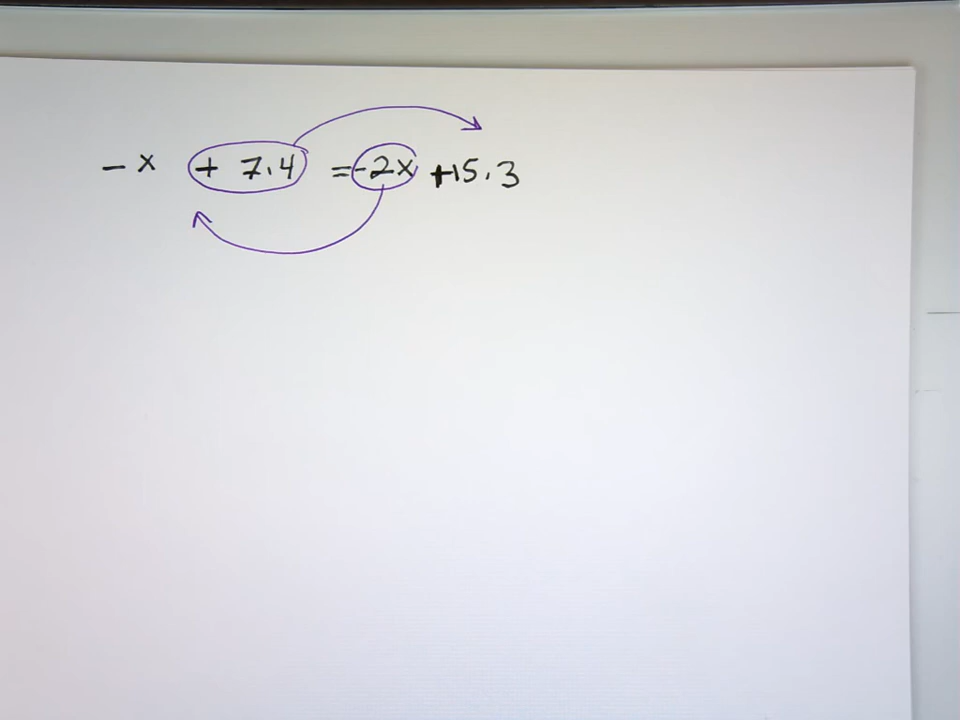 - x + 7.4 = -2x +15.3